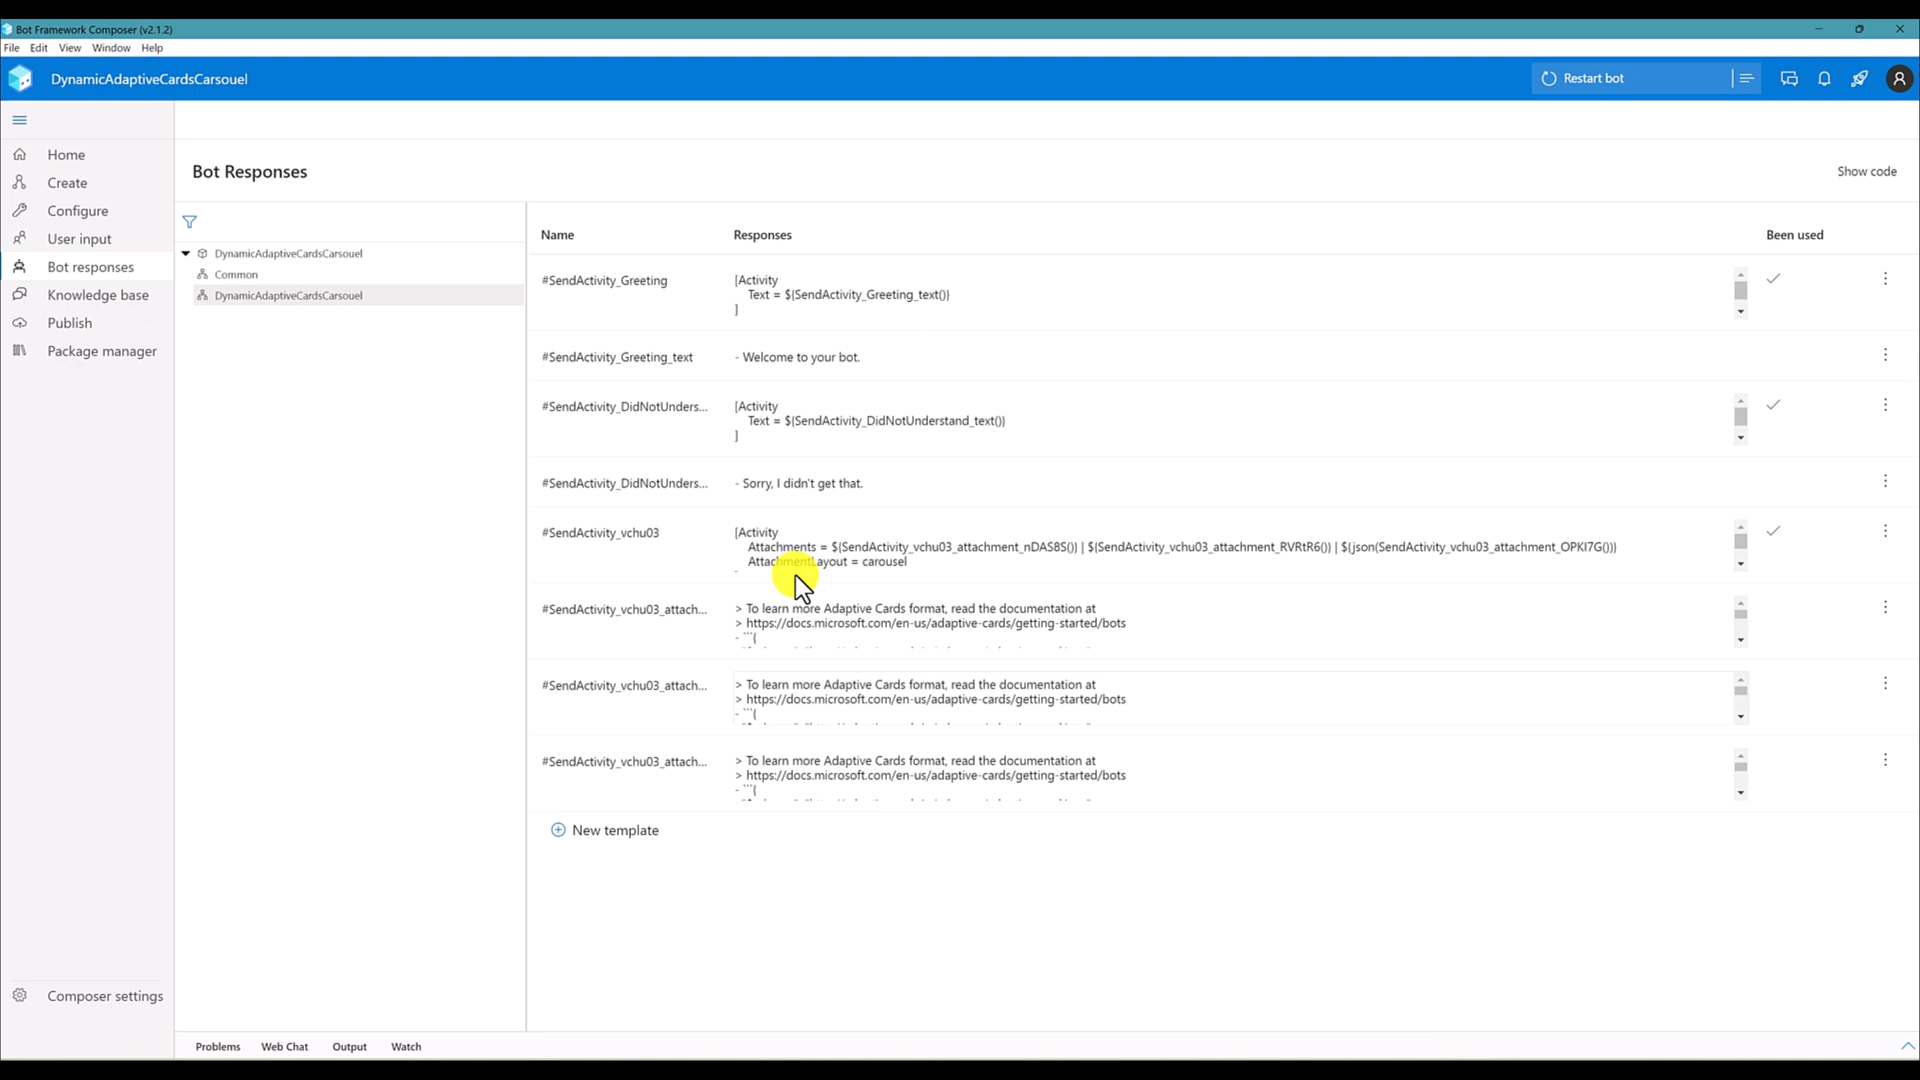 Bot Framework Composer (v2.1.2)
File Edit View Window Help
DynamicAdaptiveCardsCarsouel
Restart bot
Home
Create
Configure
User input
Bot responses
Knowledge base
Publish
Package manager
Composer settings
Bot Responses
Show code
DynamicAdaptiveCardsCarsouel
Common
DynamicAdaptiveCardsCarsouel
Name Responses Been used
#SendActivity_Greeting
[Activity
Text = ${SendActivity_Greeting_text()}
]
#SendActivity_Greeting_text
- Welcome to your bot.
#SendActivity_DidNotUnders...
[Activity
Text = ${SendActivity_DidNotUnderstand_text()}
]
#SendActivity_DidNotUnders...
- Sorry, I didn't get that.
#SendActivity_vchu03
[Activity
Attachments = ${SendActivity_vchu03_attachment_nDAS8S()} | ${SendActivity_vchu03_attachment_RVRtR6()} | ${json(SendActivity_vchu03_attachment_OPKI7G())}
AttachmentLayout = carousel
#SendActivity_vchu03_attach...
> To learn more Adaptive Cards format, read the documentation at
> https://docs.microsoft.com/en-us/adaptive-cards/getting-started/bots
- ```{
#SendActivity_vchu03_attach...
> To learn more Adaptive Cards format, read the documentation at
> https://docs.microsoft.com/en-us/adaptive-cards/getting-started/bots
- ```{
#SendActivity_vchu03_attach...
> To learn more Adaptive Cards format, read the documentation at
> https://docs.microsoft.com/en-us/adaptive-cards/getting-started/bots
- ```{
New template
Problems Web Chat Output Watch